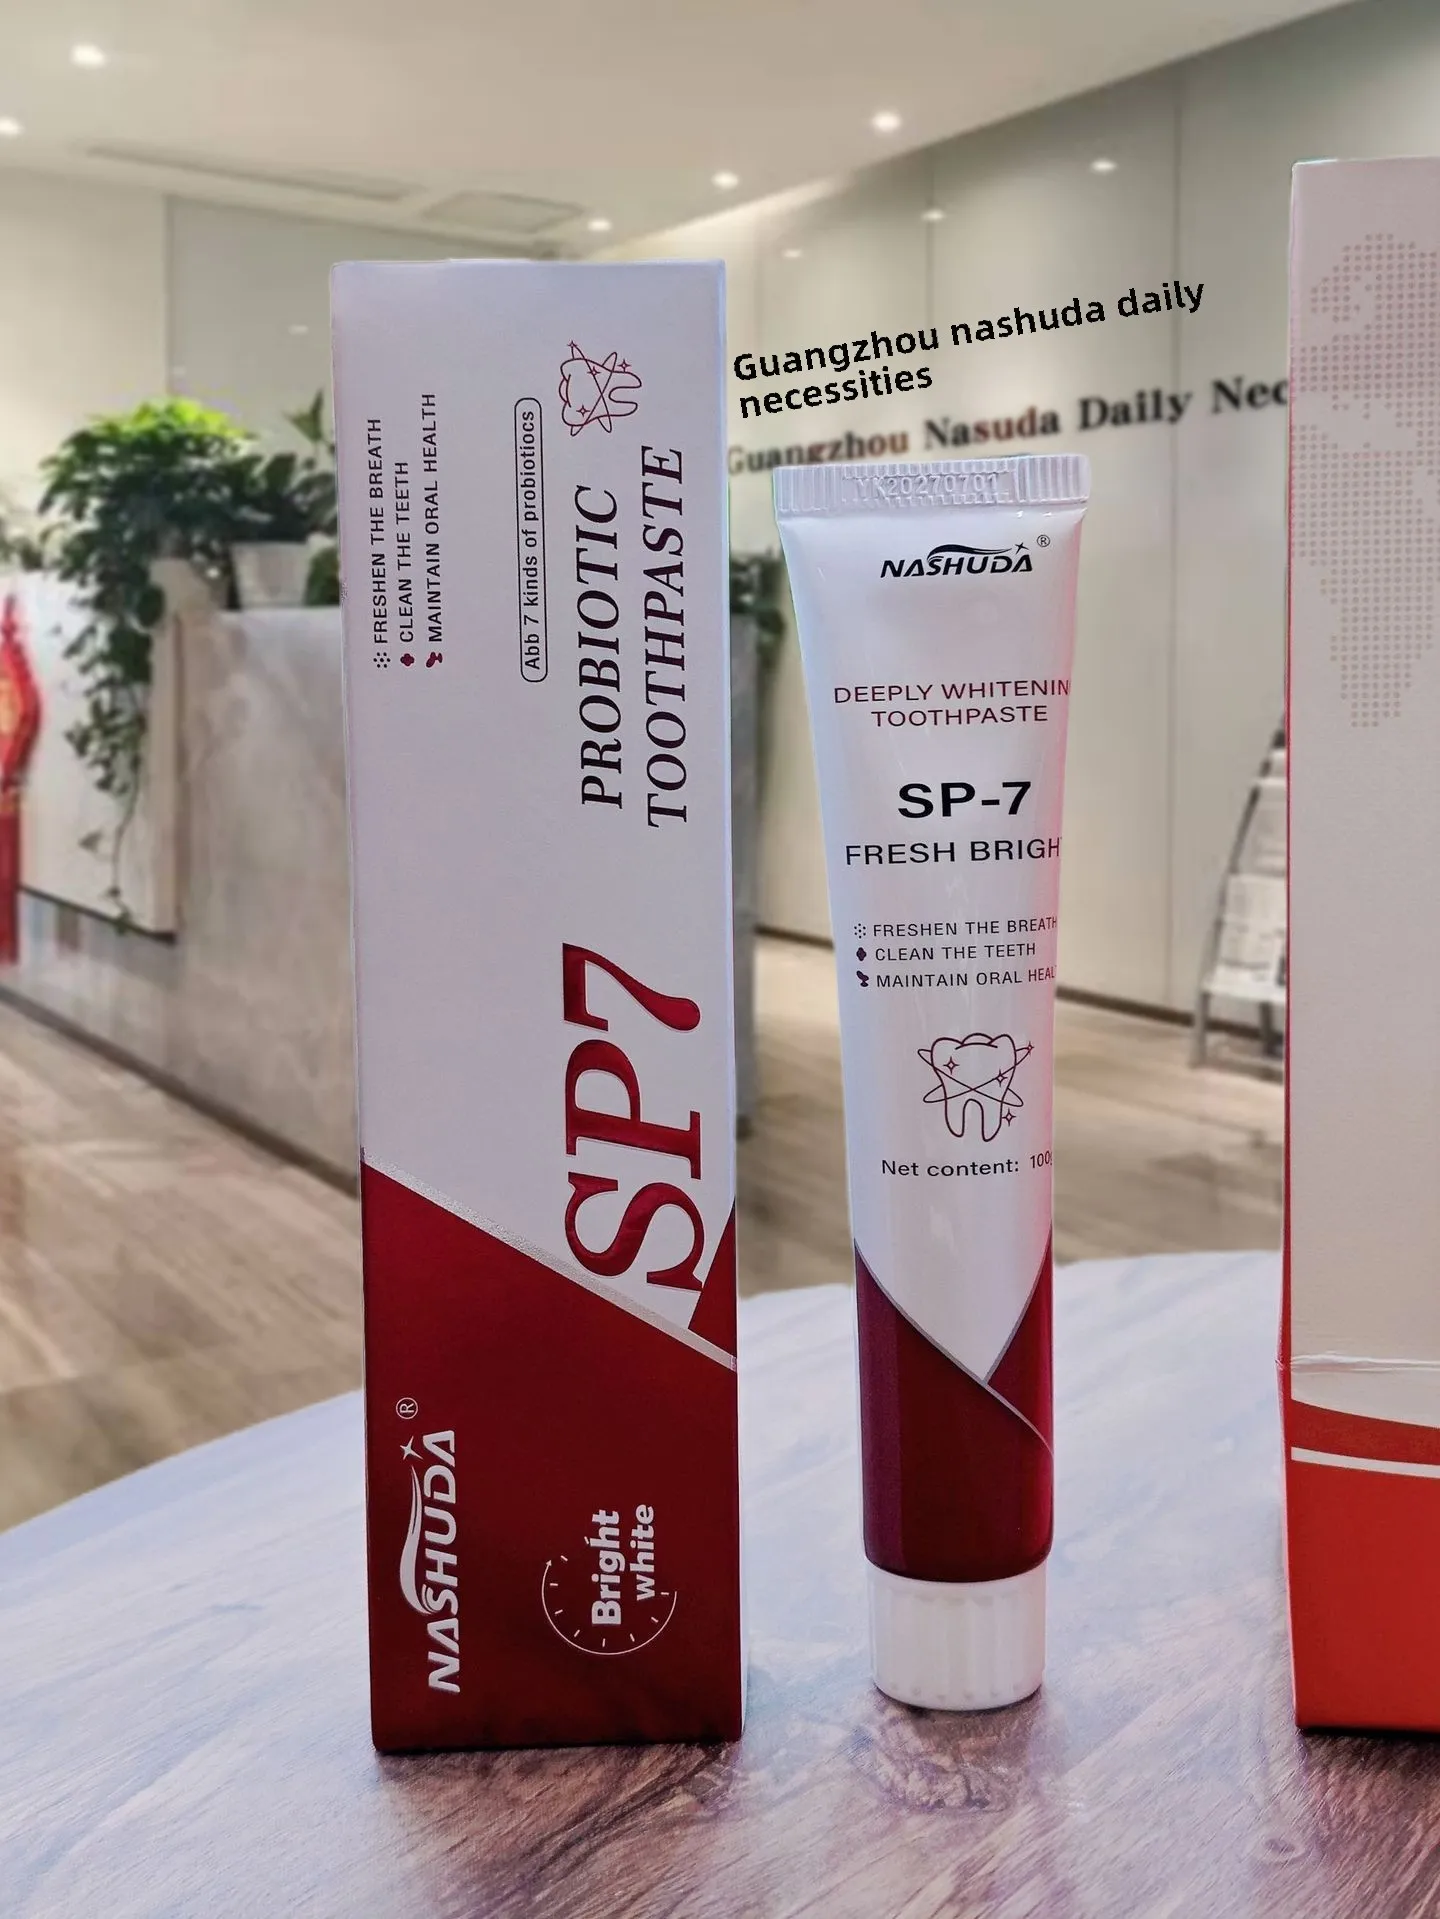 Guangzhou nashuda daily
necessities
Guangzhou Nasuda Daily Nec
FRESHEN THE BREATH
CLEAN THE TEETH
MAINTAIN ORAL HEALTH
Abb 7 kinds of probiotiocs
PROBIOTIC
TOOTHPASTE
SP7
NASHUDA®
Bright
white
YK20270701
NASHUDA®
DEEPLY WHITENIN
TOOTHPASTE
SP-7
FRESH BRIGH
FRESHEN THE BREATH
CLEAN THE TEETH
MAINTAIN ORAL HEAL
Net content: 100g